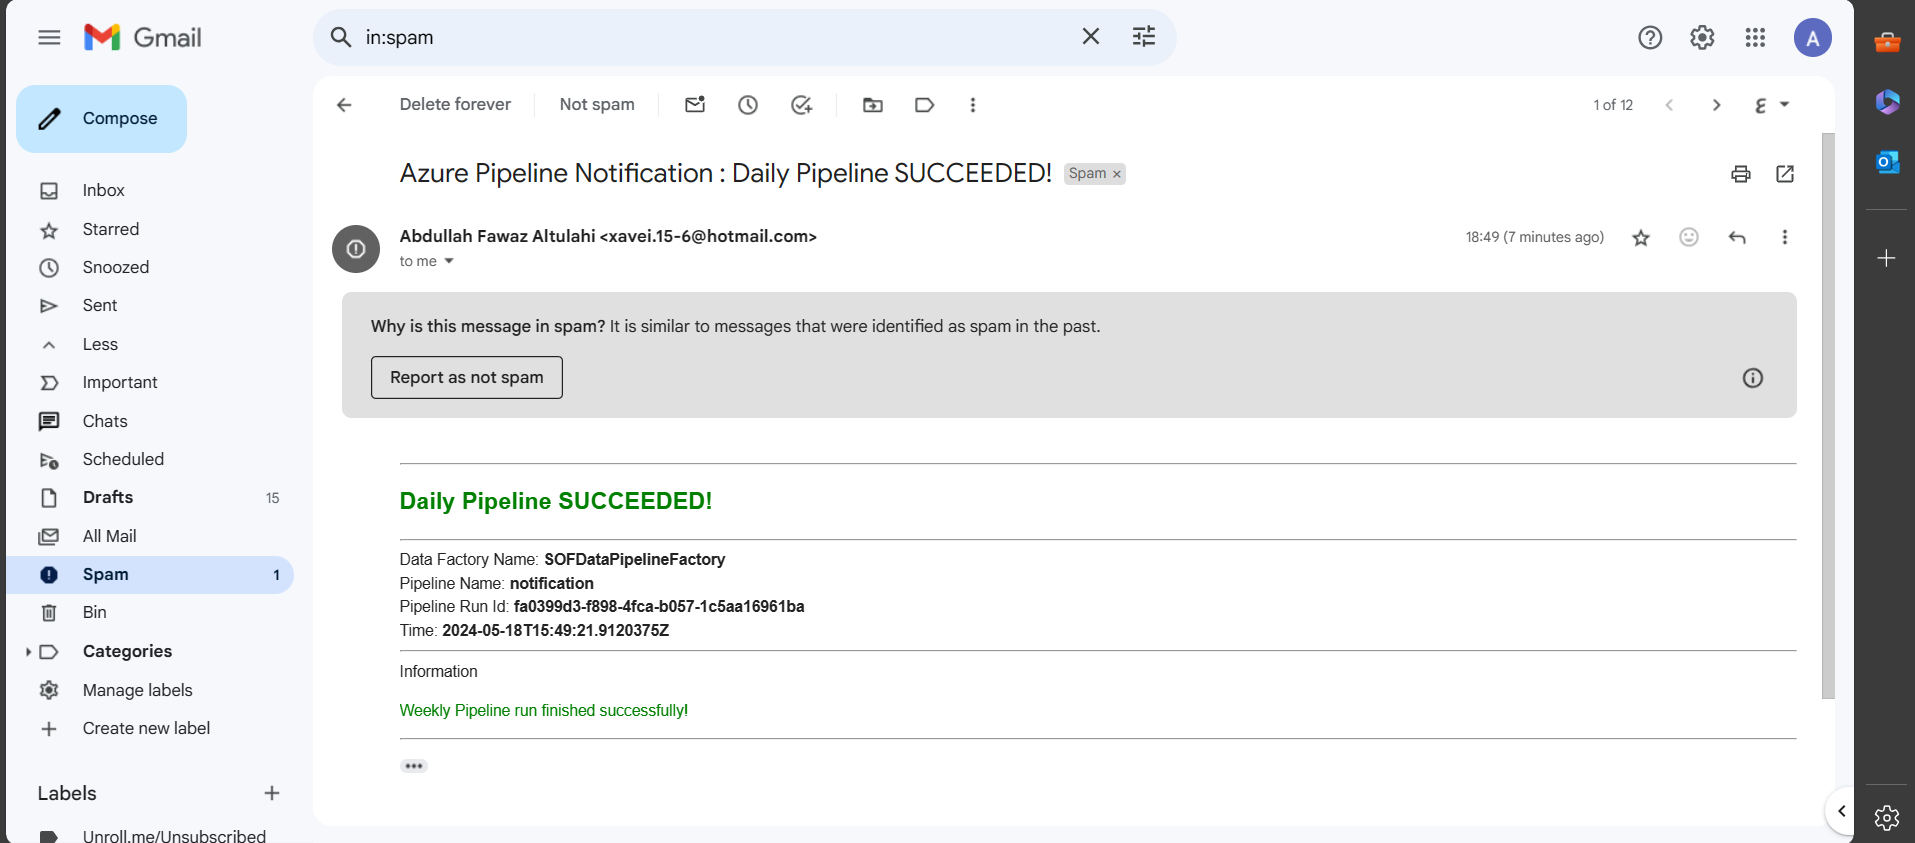 Gmail
in:spam
A
Compose
Delete forever
Not spam
1 of 12
Inbox
Starred
Snoozed
Sent
Less
Important
Chats
Scheduled
Drafts 15
All Mail
Spam 1
Bin
Categories
Manage labels
Create new label
Labels
Unroll.me/Unsubscribed
Azure Pipeline Notification : Daily Pipeline SUCCEEDED! Spam ×
Abdullah Fawaz Altulahi <xavei.15-6@hotmail.com>
18:49 (7 minutes ago)
to me
Why is this message in spam? It is similar to messages that were identified as spam in the past.
Report as not spam
Daily Pipeline SUCCEEDED!
Data Factory Name: SOFDataPipelineFactory
Pipeline Name: notification
Pipeline Run Id: fa0399d3-f898-4fca-b057-1c5aa16961ba
Time: 2024-05-18T15:49:21.9120375Z
Information
Weekly Pipeline run finished successfully!